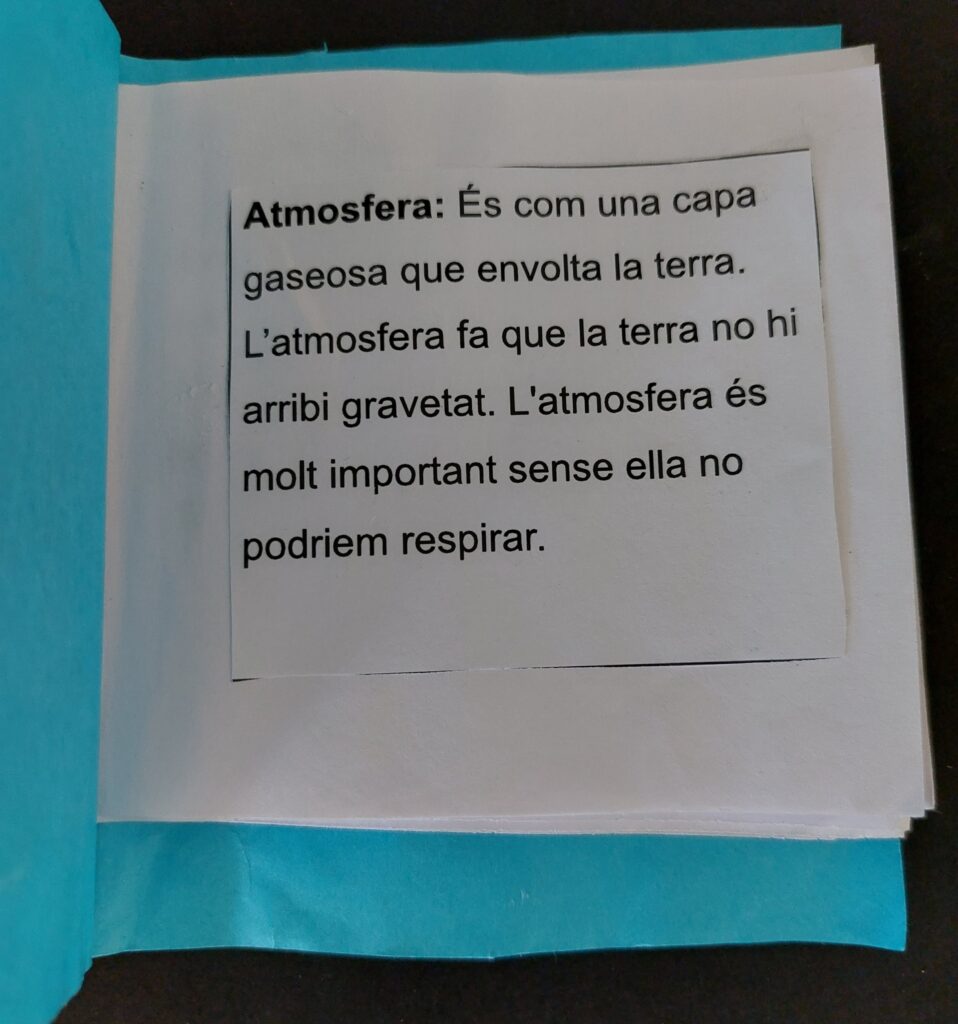 Atmosfera: És com una capa
gaseosa que envolta la terra.
L’atmosfera fa que la terra no hi
arribi gravetat. L'atmosfera és
molt important sense ella no
podriem respirar.